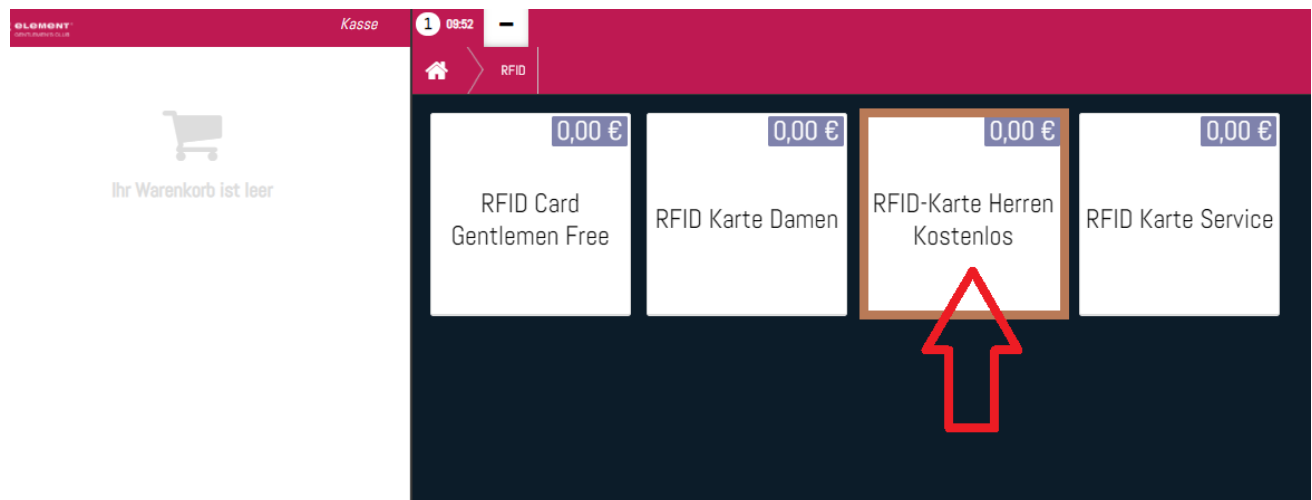 element
Kasse
1 09:52
RFID
Ihr Warenkorb ist leer
0,00 €
RFID Card
Gentlemen Free
0,00 €
RFID Karte Damen
0,00 €
RFID-Karte Herren
Kostenlos
0,00 €
RFID Karte Service